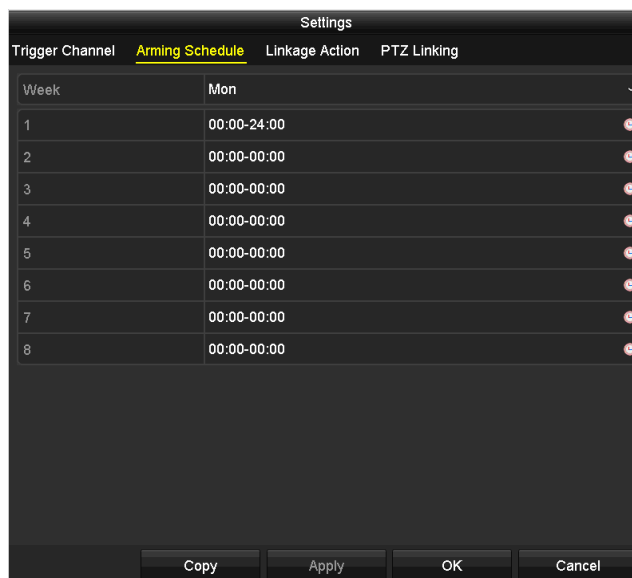 Settings
Trigger Channel Arming Schedule Linkage Action PTZ Linking
Week Mon
1 00:00-24:00
2 00:00-00:00
3 00:00-00:00
4 00:00-00:00
5 00:00-00:00
6 00:00-00:00
7 00:00-00:00
8 00:00-00:00
Copy Apply OK Cancel